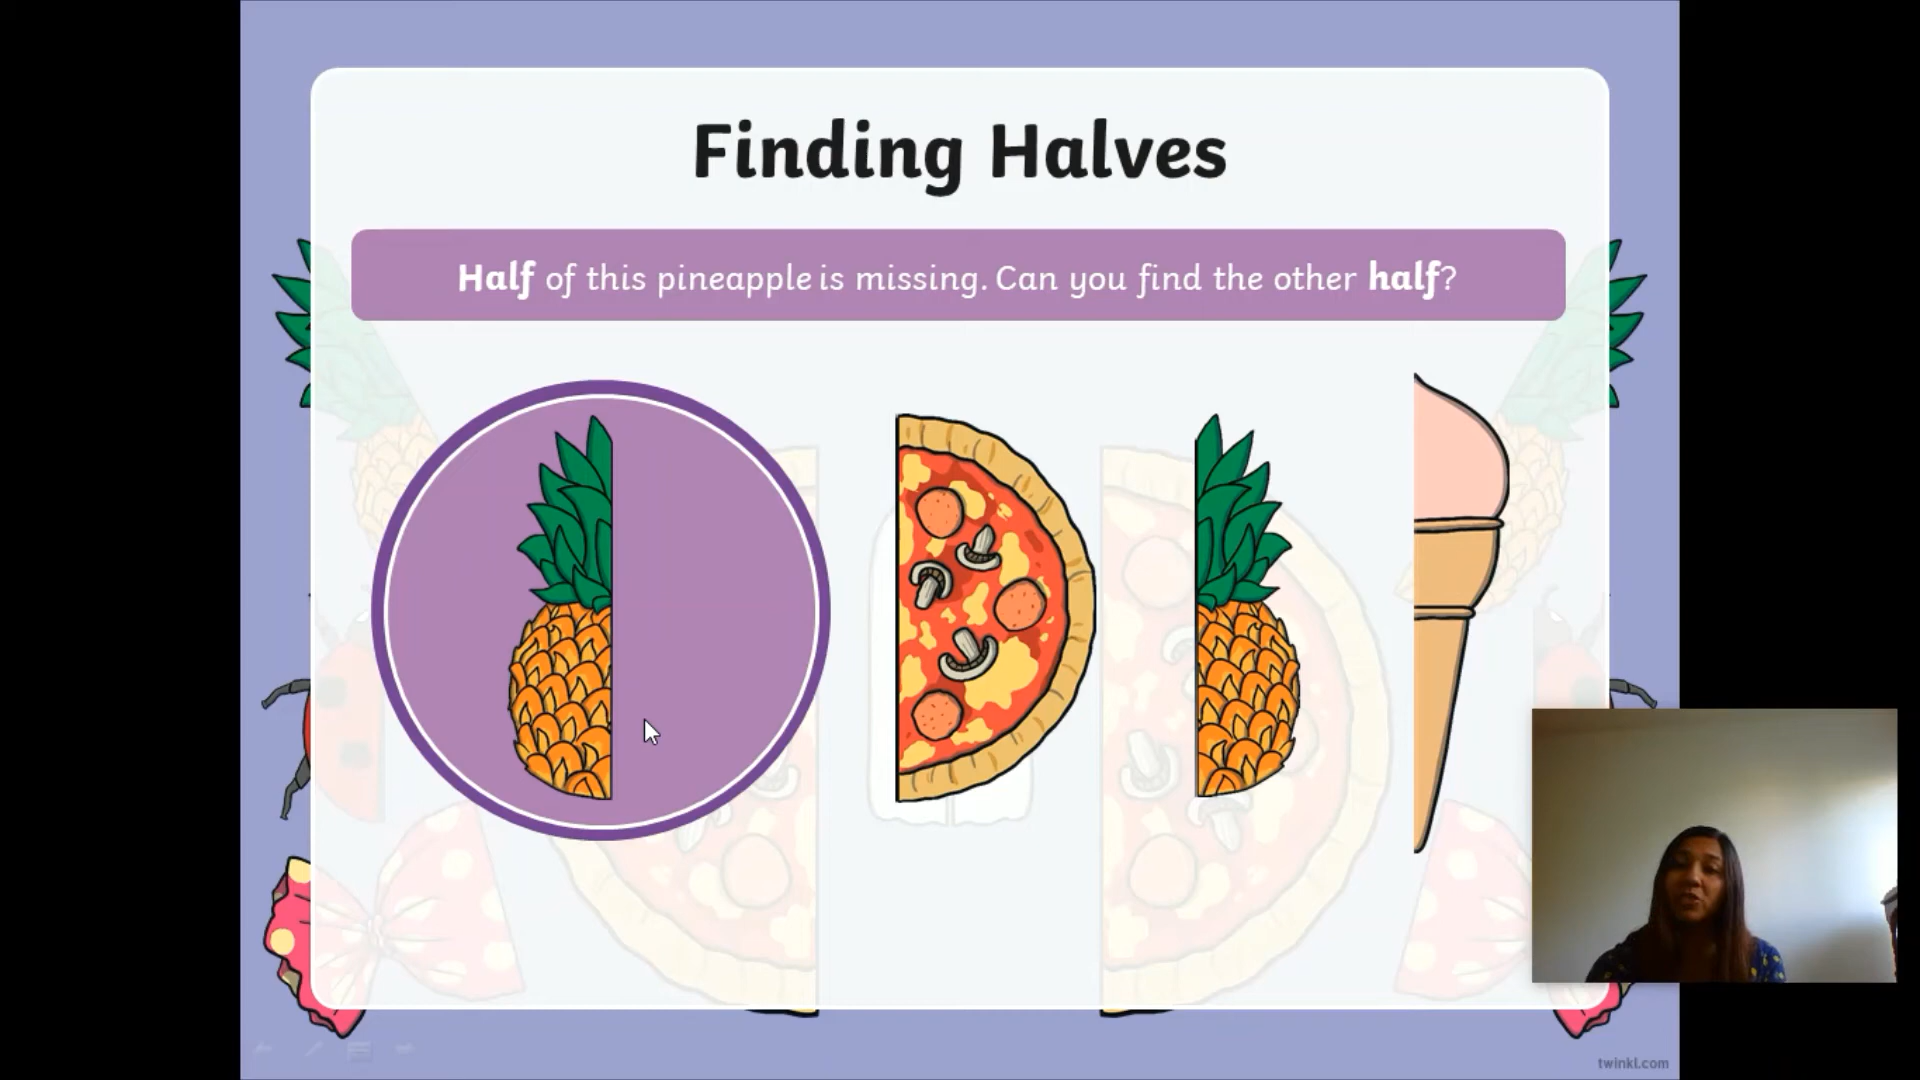 Finding Halves
Half of this pineapple is missing. Can you find the other half?
twinkl.com